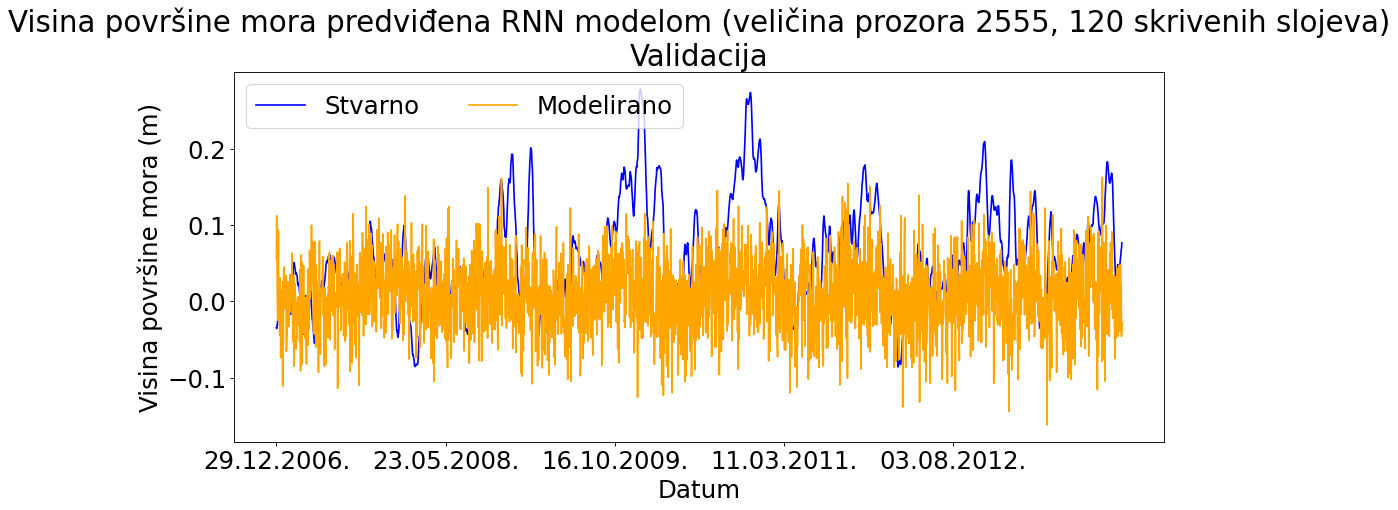 Visina površine mora predviđena RNN modelom (veličina prozora 2555, 120 skrivenih slojeva)
Validacija
Stvarno Modelirano
Visina površine mora (m)
0.2
0.1
0.0
−0.1
29.12.2006. 23.05.2008. 16.10.2009. 11.03.2011. 03.08.2012.
Datum